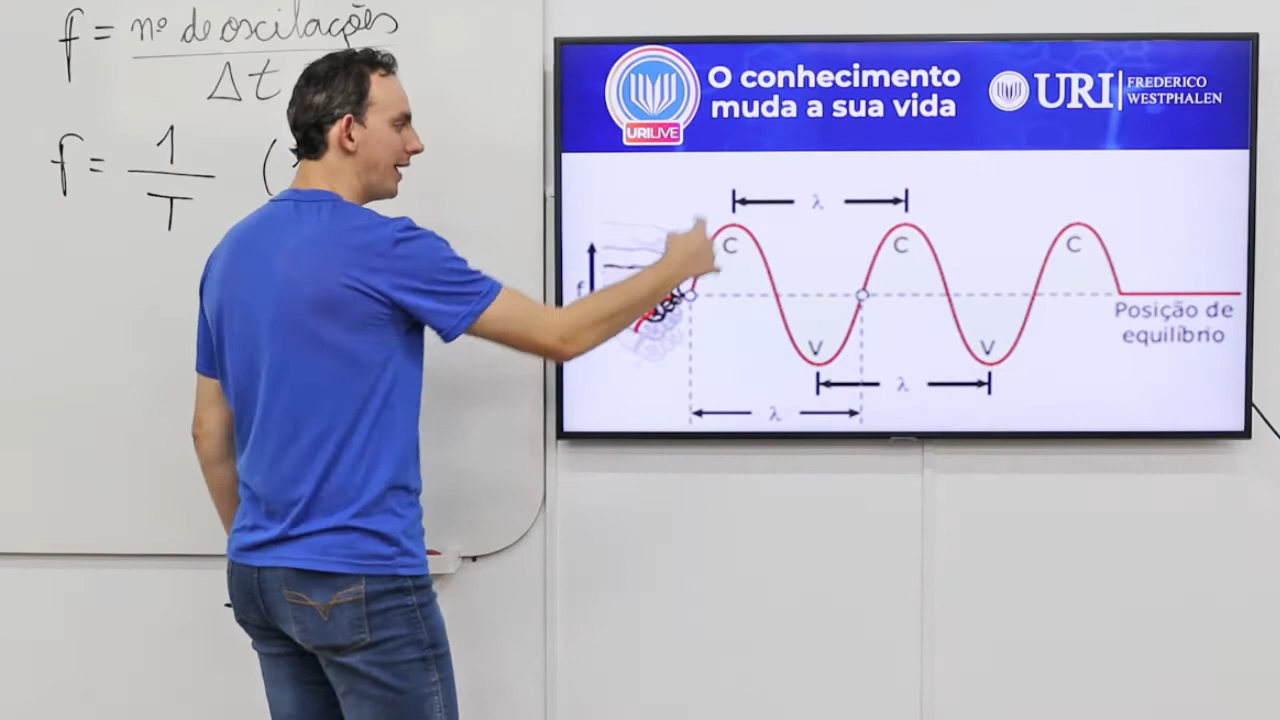 f = nº de oscilações
Δt
f = 1
T
(
URILIVE
O conhecimento
muda a sua vida
URI
FREDERICO
WESTPHALEN
λ
C
C
C
f
Posição de
equilíbrio
V
V
λ
λ